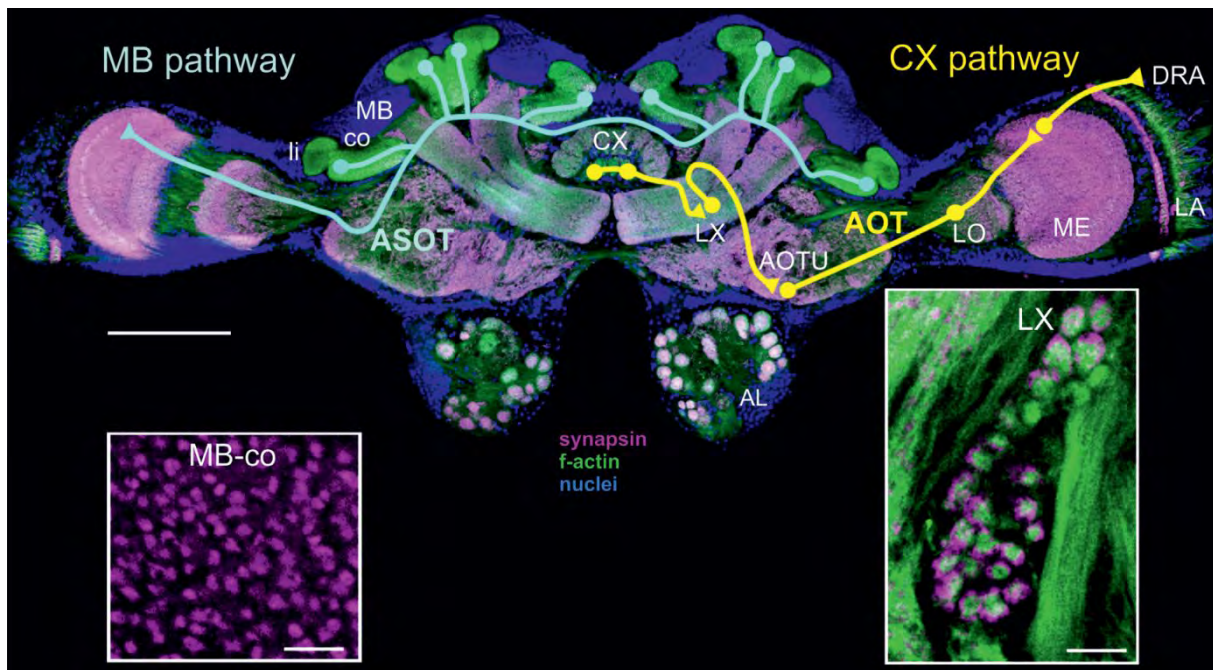 MB pathway
CX pathway
DRA
MB
co
li
CX
LA
ASOT
LX
AOT
LO
ME
AOTU
LX
AL
synapsin
f-actin
nuclei
MB-co